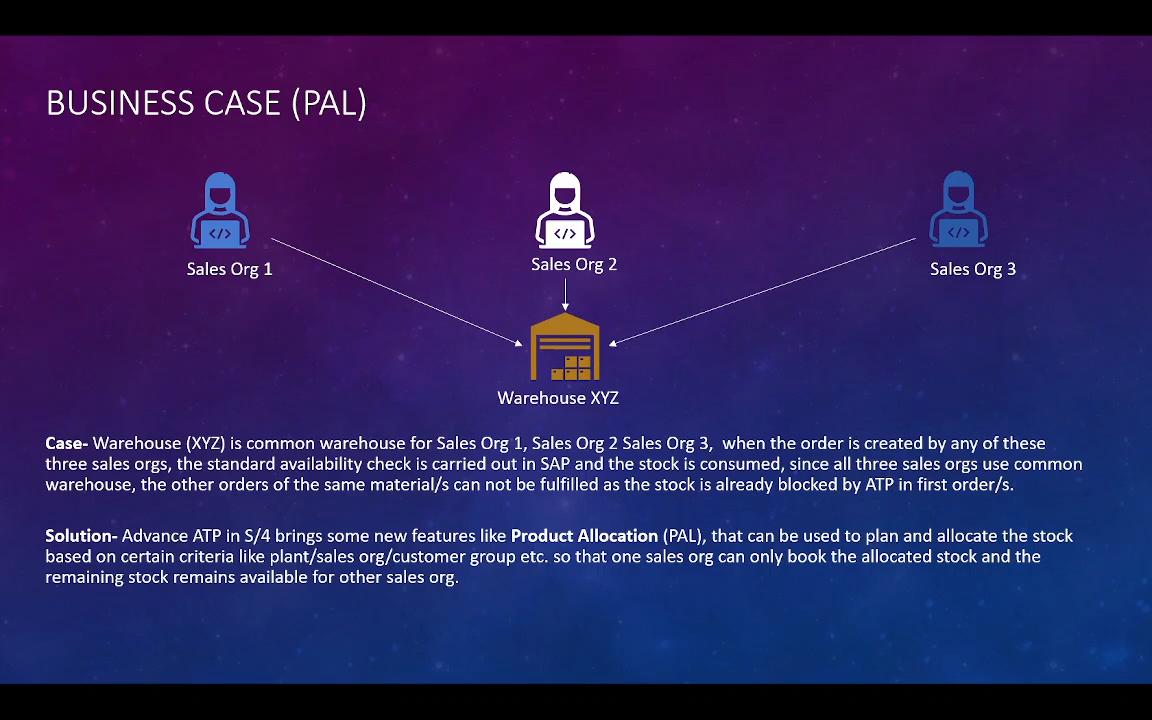 BUSINESS CASE (PAL)
</>
</>
</>
Sales Org 1
Sales Org 2
Sales Org 3
Warehouse XYZ
Case- Warehouse (XYZ) is common warehouse for Sales Org 1, Sales Org 2 Sales Org 3, when the order is created by any of these
three sales orgs, the standard availability check is carried out in SAP and the stock is consumed, since all three sales orgs use common
warehouse, the other orders of the same material/s can not be fulfilled as the stock is already blocked by ATP in first order/s.
Solution- Advance ATP in S/4 brings some new features like Product Allocation (PAL), that can be used to plan and allocate the stock
based on certain criteria like plant/sales org/customer group etc. so that one sales org can only book the allocated stock and the
remaining stock remains available for other sales org.